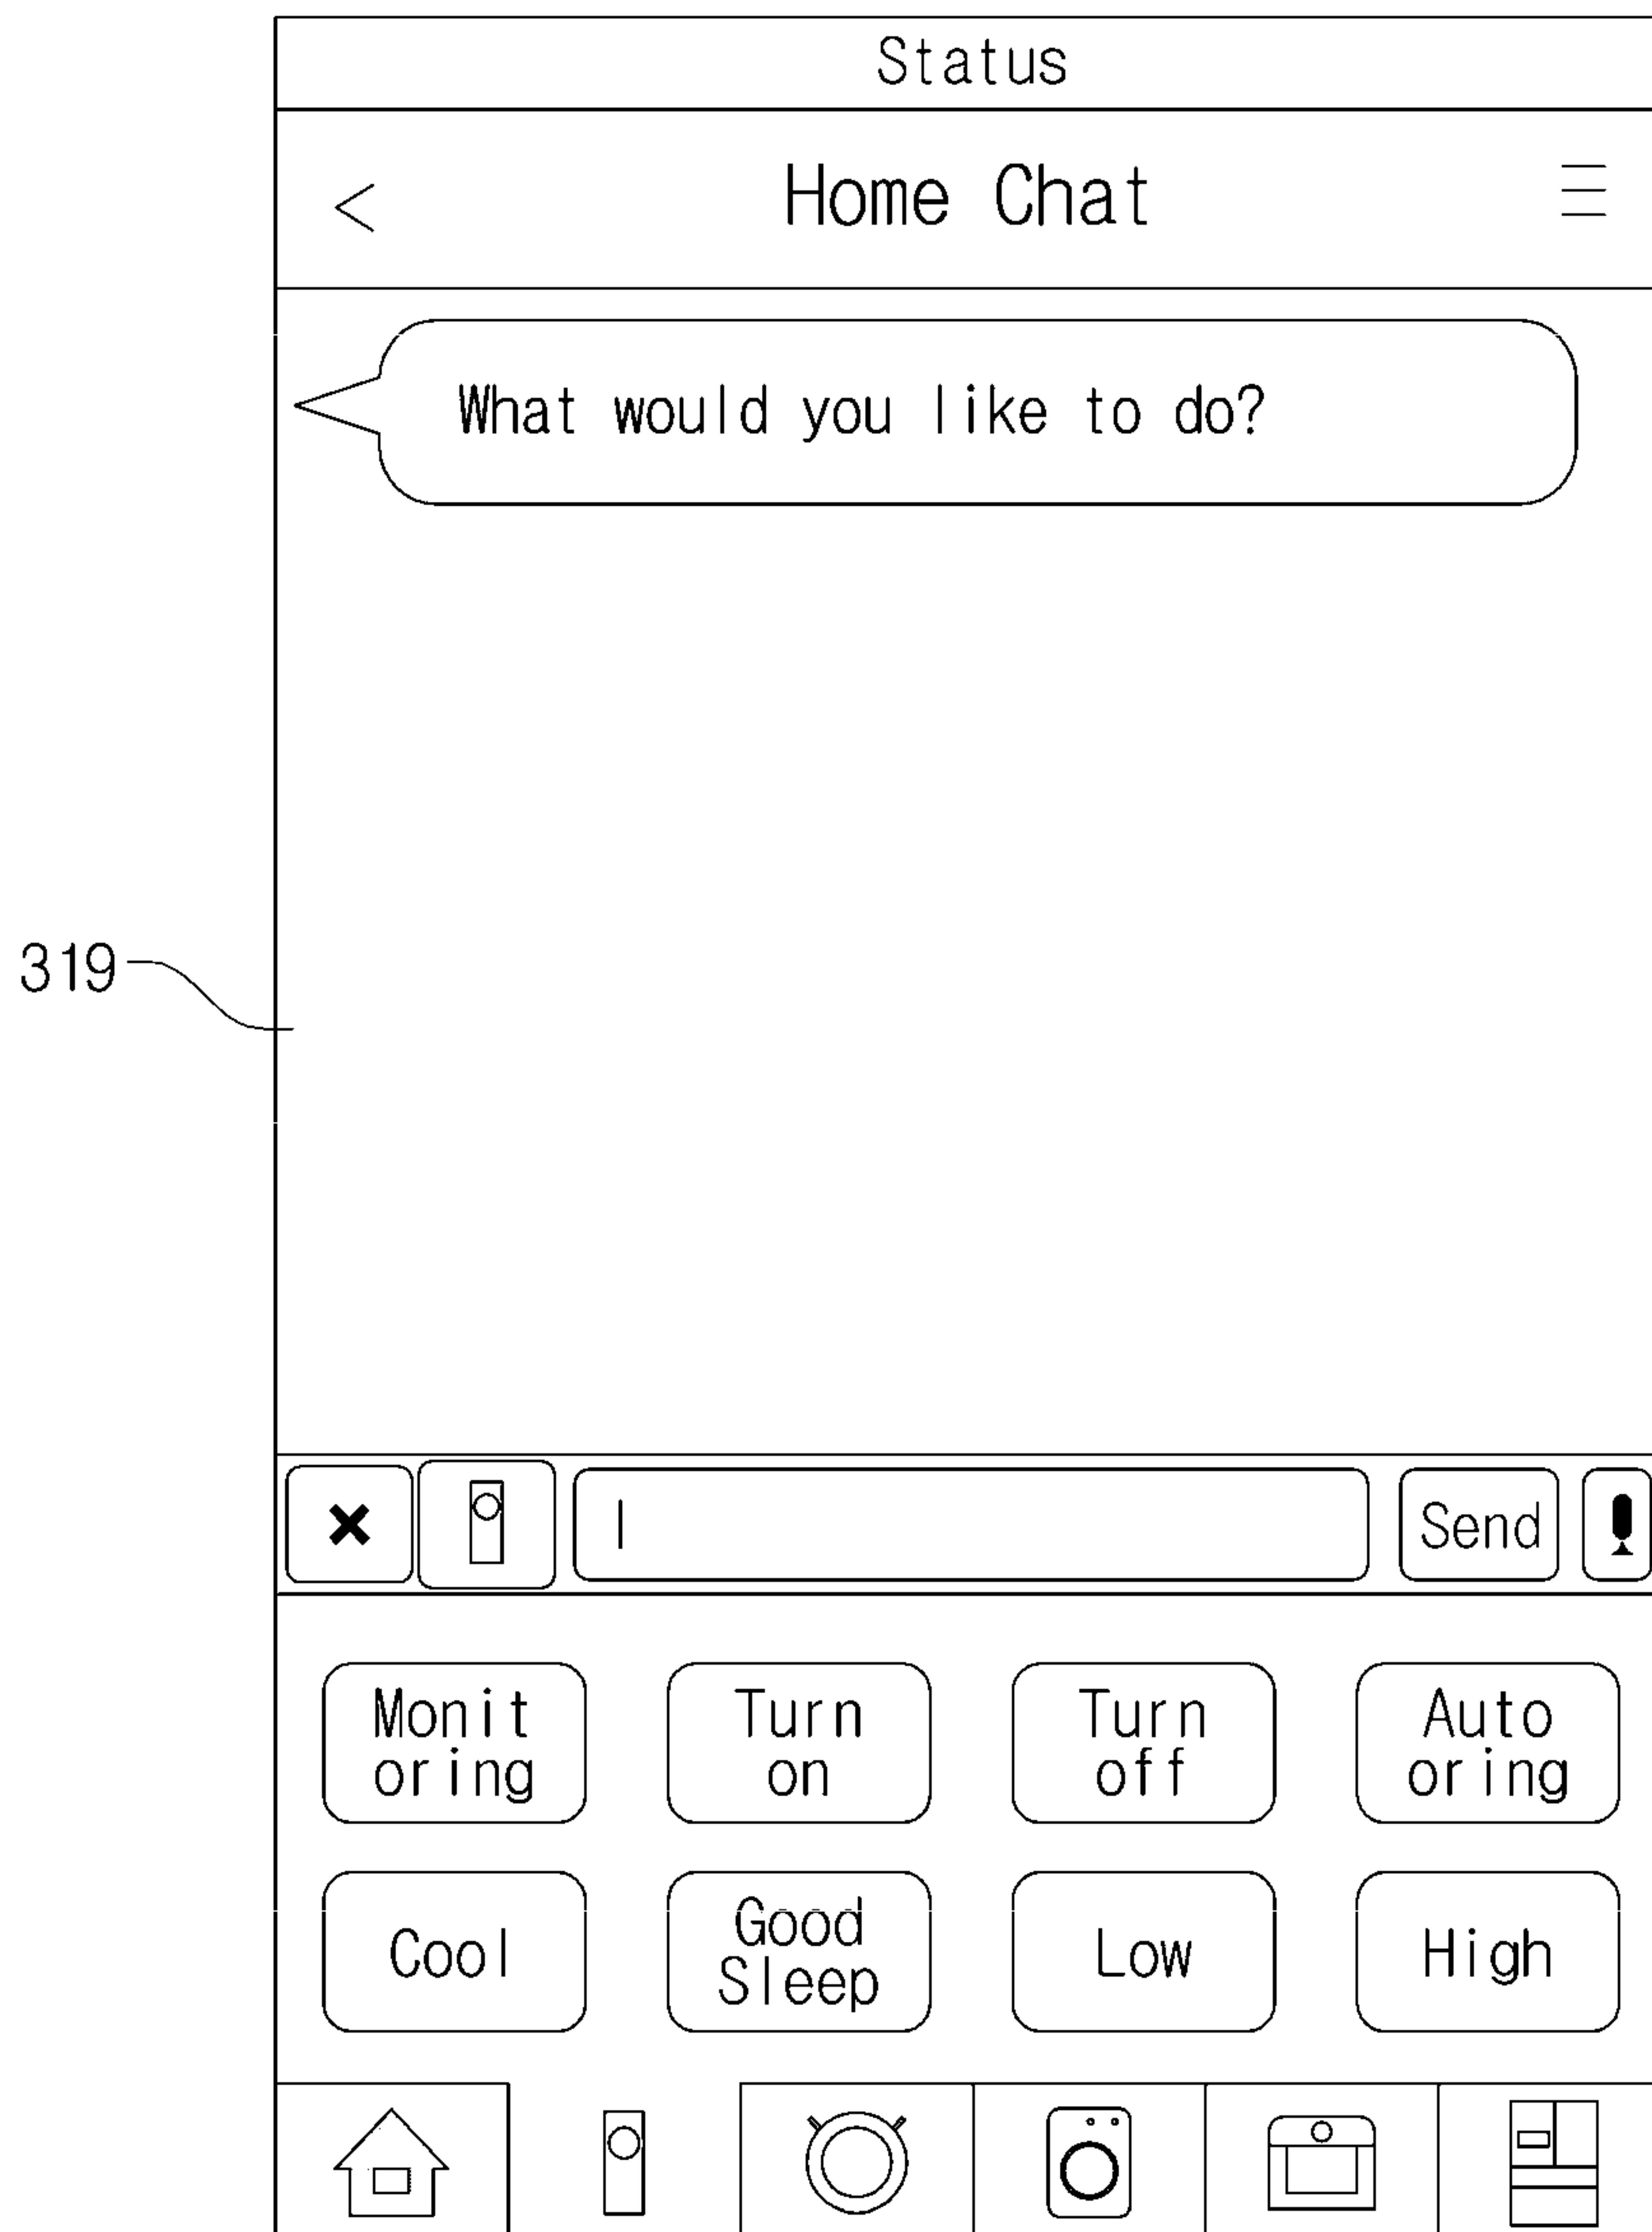 Status
Home Chat
What would you like to do?
319
Send
Monit
oring
Turn
on
Turn
off
Auto
oring
Cool
Good
Sleep
Low
High